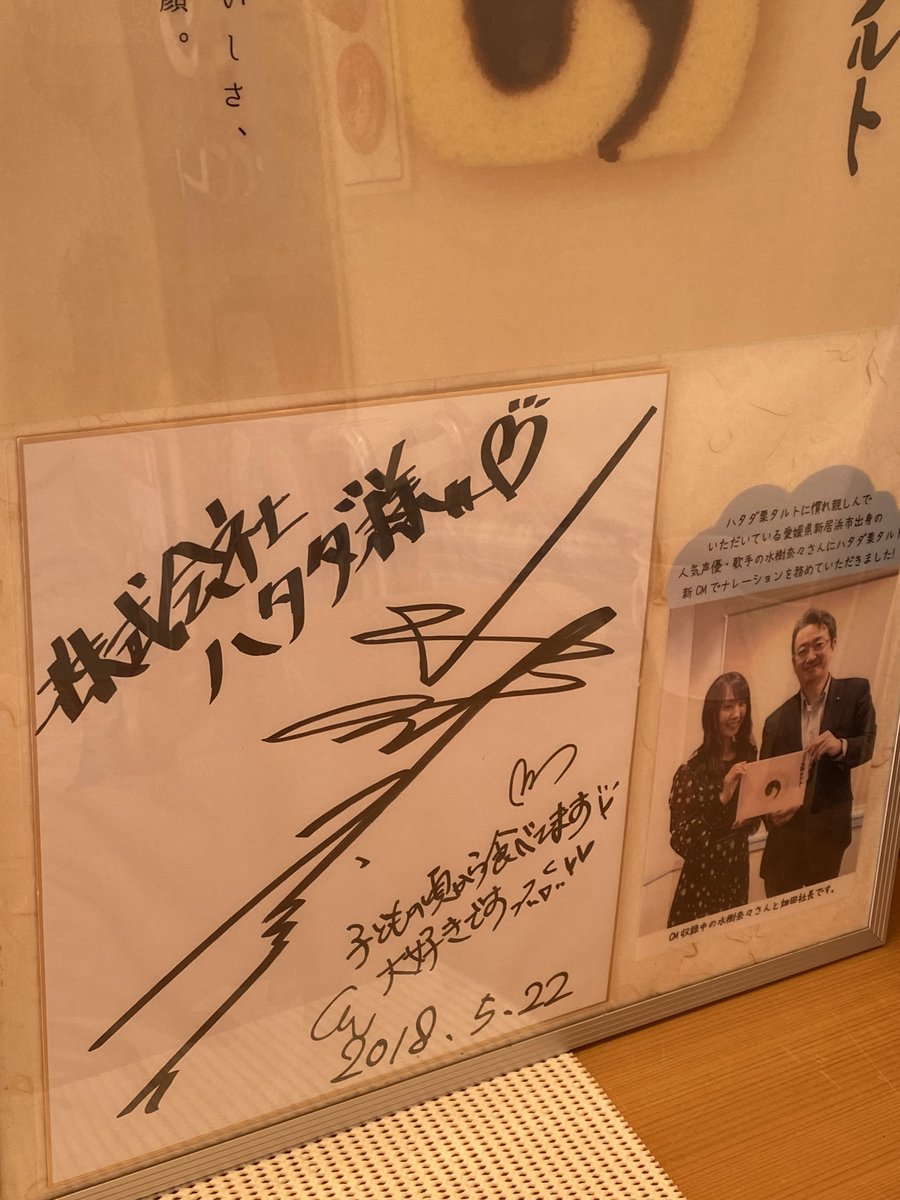 いしさ、
顔。
ルト
株式会社
ハタダ様
子どもの頃から食べてます
大好きです
2018.5.22
ハタダ栗タルトに慣れ親しんで
いただいている愛媛県新居浜市出身の
人気声優・歌手の水樹奈々さんにハタダ栗タルト
新CMでナレーションを務めていただきました!
CM収録中の水樹奈々さんと畑田社長です。